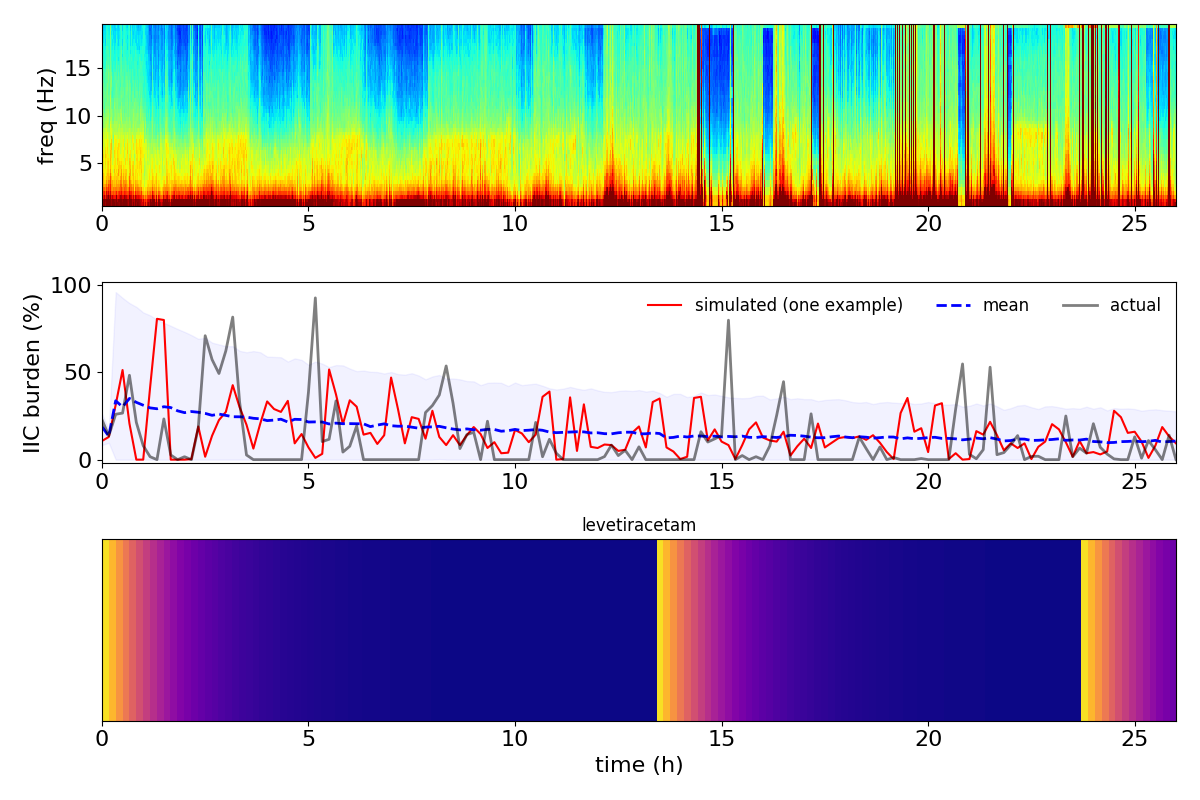 freq (Hz)
15
10
5
0 5 10 15 20 25
IIC burden (%)
100
50
0
simulated (one example) mean actual
0 5 10 15 20 25
levetiracetam
0 5 10 15 20 25
time (h)